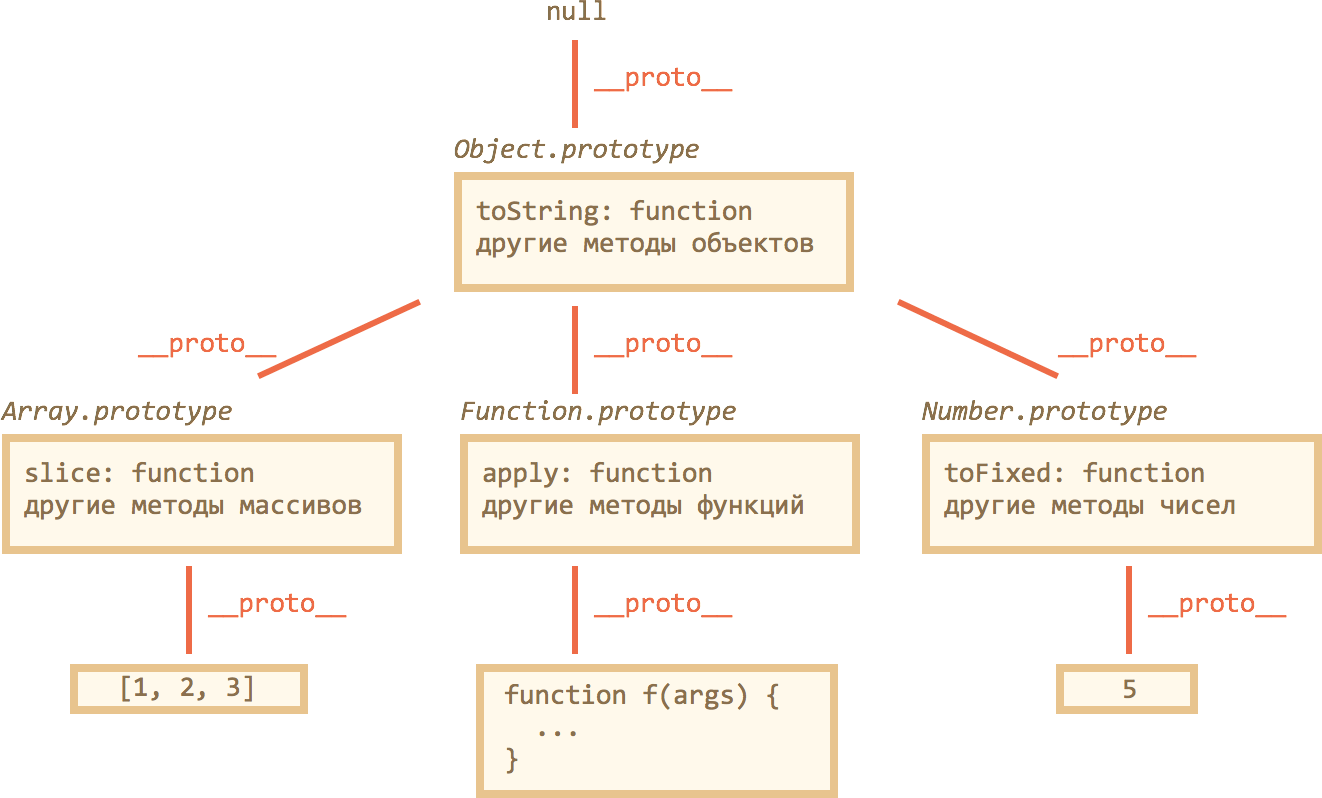 null
__proto__
Object.prototype
toString: function
другие методы объектов
__proto__
__proto__
__proto__
Array.prototype
Function.prototype
Number.prototype
slice: function
другие методы массивов
apply: function
другие методы функций
toFixed: function
другие методы чисел
__proto__
__proto__
__proto__
[1, 2, 3]
function f(args) {
...
}
5